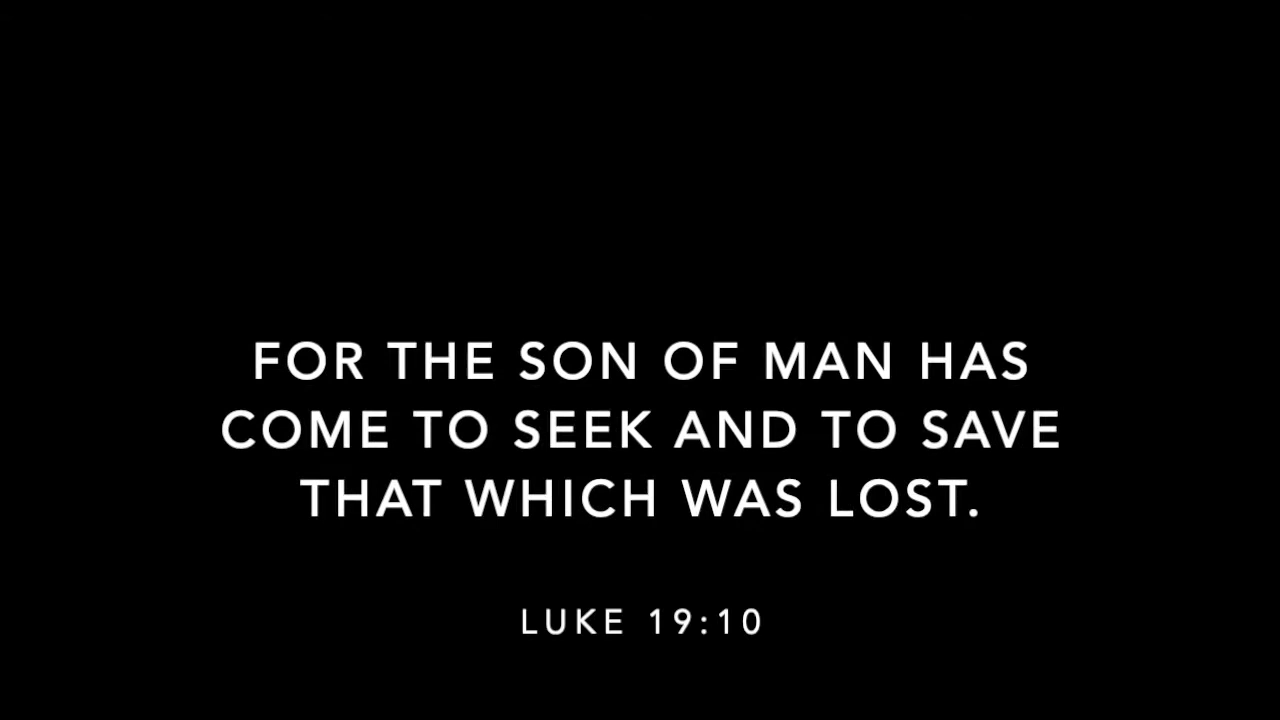 FOR THE SON OF MAN HAS
COME TO SEEK AND TO SAVE
THAT WHICH WAS LOST.
LUKE 19:10